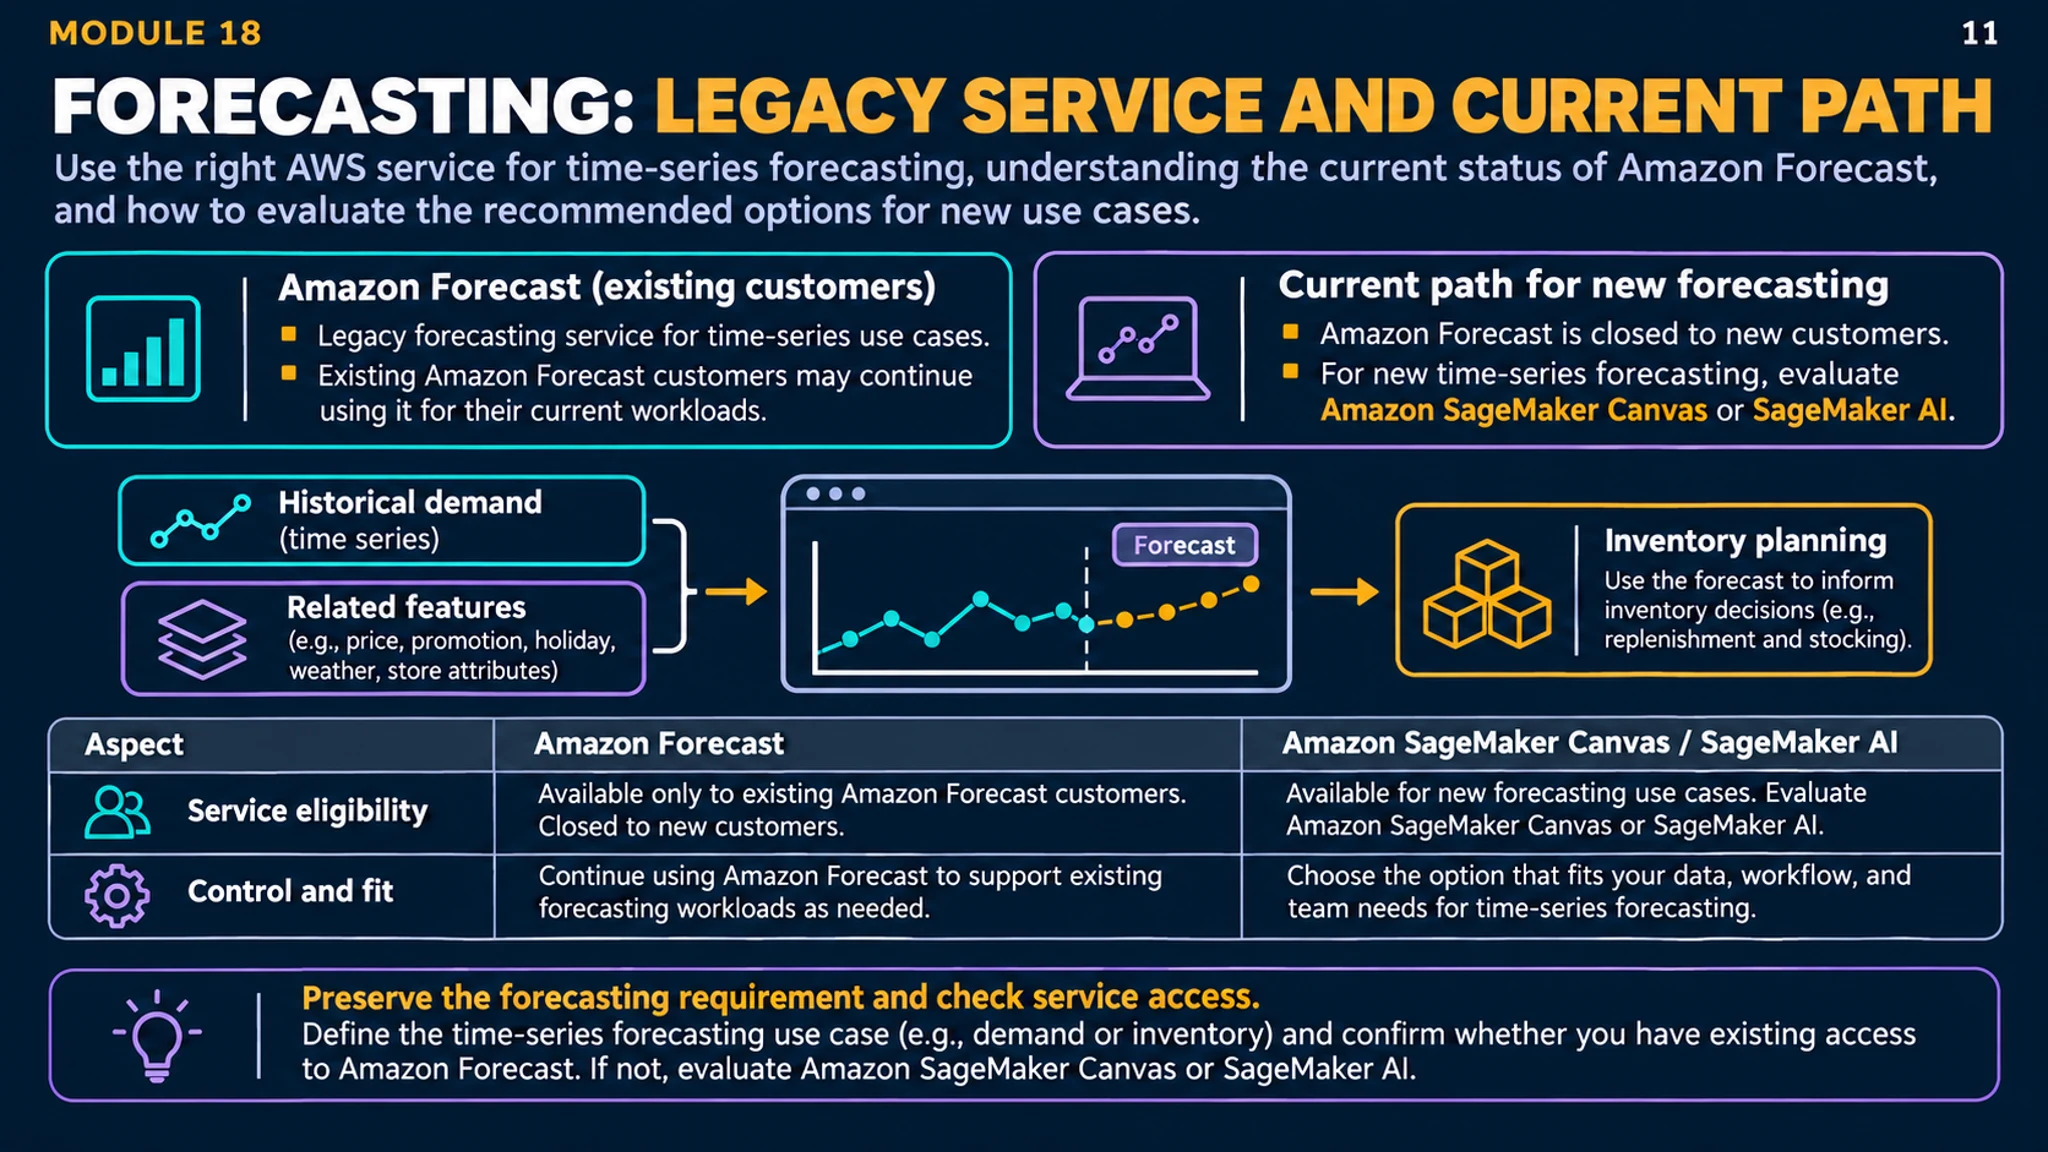 MODULE 18
11
FORECASTING: LEGACY SERVICE AND CURRENT PATH
Use the right AWS service for time-series forecasting, understanding the current status of Amazon Forecast,
and how to evaluate the recommended options for new use cases.
Amazon Forecast (existing customers)
Legacy forecasting service for time-series use cases.
Existing Amazon Forecast customers may continue
using it for their current workloads.
Current path for new forecasting
Amazon Forecast is closed to new customers.
For new time-series forecasting, evaluate
Amazon SageMaker Canvas or SageMaker AI.
Historical demand
(time series)
Related features
(e.g., price, promotion, holiday,
weather, store attributes)
Forecast
Inventory planning
Use the forecast to inform
inventory decisions (e.g.,
replenishment and stocking).
Aspect
Amazon Forecast
Amazon SageMaker Canvas / SageMaker AI
Service eligibility
Available only to existing Amazon Forecast customers.
Closed to new customers.
Available for new forecasting use cases. Evaluate
Amazon SageMaker Canvas or SageMaker AI.
Control and fit
Continue using Amazon Forecast to support existing
forecasting workloads as needed.
Choose the option that fits your data, workflow, and
team needs for time-series forecasting.
Preserve the forecasting requirement and check service access.
Define the time-series forecasting use case (e.g., demand or inventory) and confirm whether you have existing access
to Amazon Forecast. If not, evaluate Amazon SageMaker Canvas or SageMaker AI.